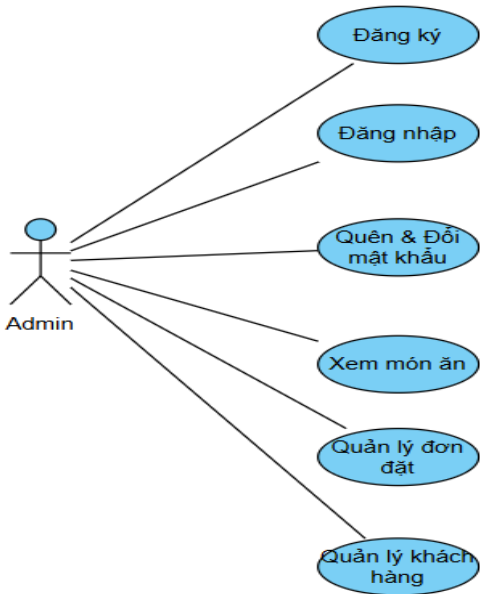 Đăng ký
Đăng nhập
Quên & Đổi
mật khẩu
Admin
Xem món ăn
Quản lý đơn
đặt
Quản lý khách
hàng